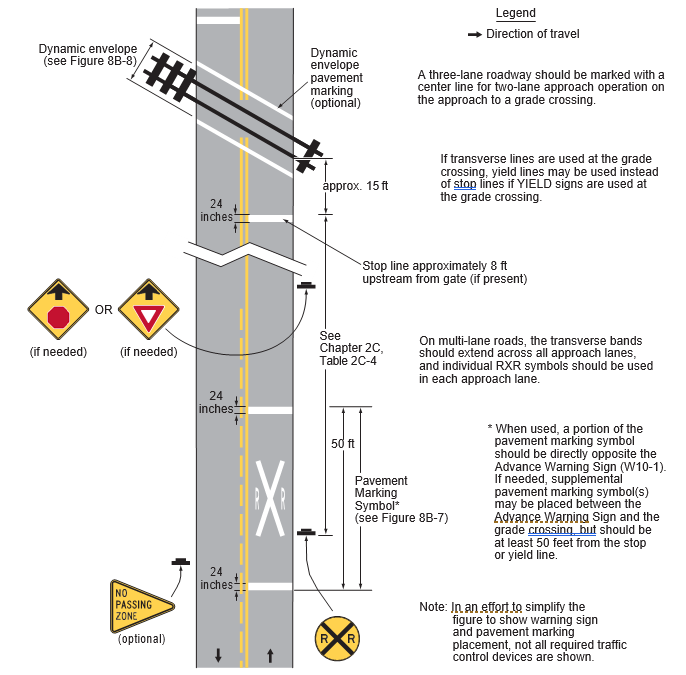 Legend
Direction of travel
Dynamic envelope
(see Figure 8B-8)
Dynamic
envelope
pavement
marking
(optional)
A three-lane roadway should be marked with a
center line for two-lane approach operation on
the approach to a grade crossing.
If transverse lines are used at the grade
crossing, yield lines may be used instead
of stop lines if YIELD signs are used at
the grade crossing.
approx. 15 ft
24
inches
Stop line approximately 8 ft
upstream from gate (if present)
OR
(if needed)
(if needed)
See
Chapter 2C,
Table 2C-4
On multi-lane roads, the transverse bands
should extend across all approach lanes,
and individual RXR symbols should be used
in each approach lane.
24
inches
50 ft
* When used, a portion of the
pavement marking symbol
should be directly opposite the
Advance Warning Sign (W10-1).
If needed, supplemental
pavement marking symbol(s)
may be placed between the
Advance Warning Sign and the
grade crossing, but should be
at least 50 feet from the stop
or yield line.
Pavement
Marking
Symbol*
(see Figure 8B-7)
R R
24
inches
NO
PASSING
ZONE
(optional)
R R
Note: In an effort to simplify the
figure to show warning sign
and pavement marking
placement, not all required traffic
control devices are shown.